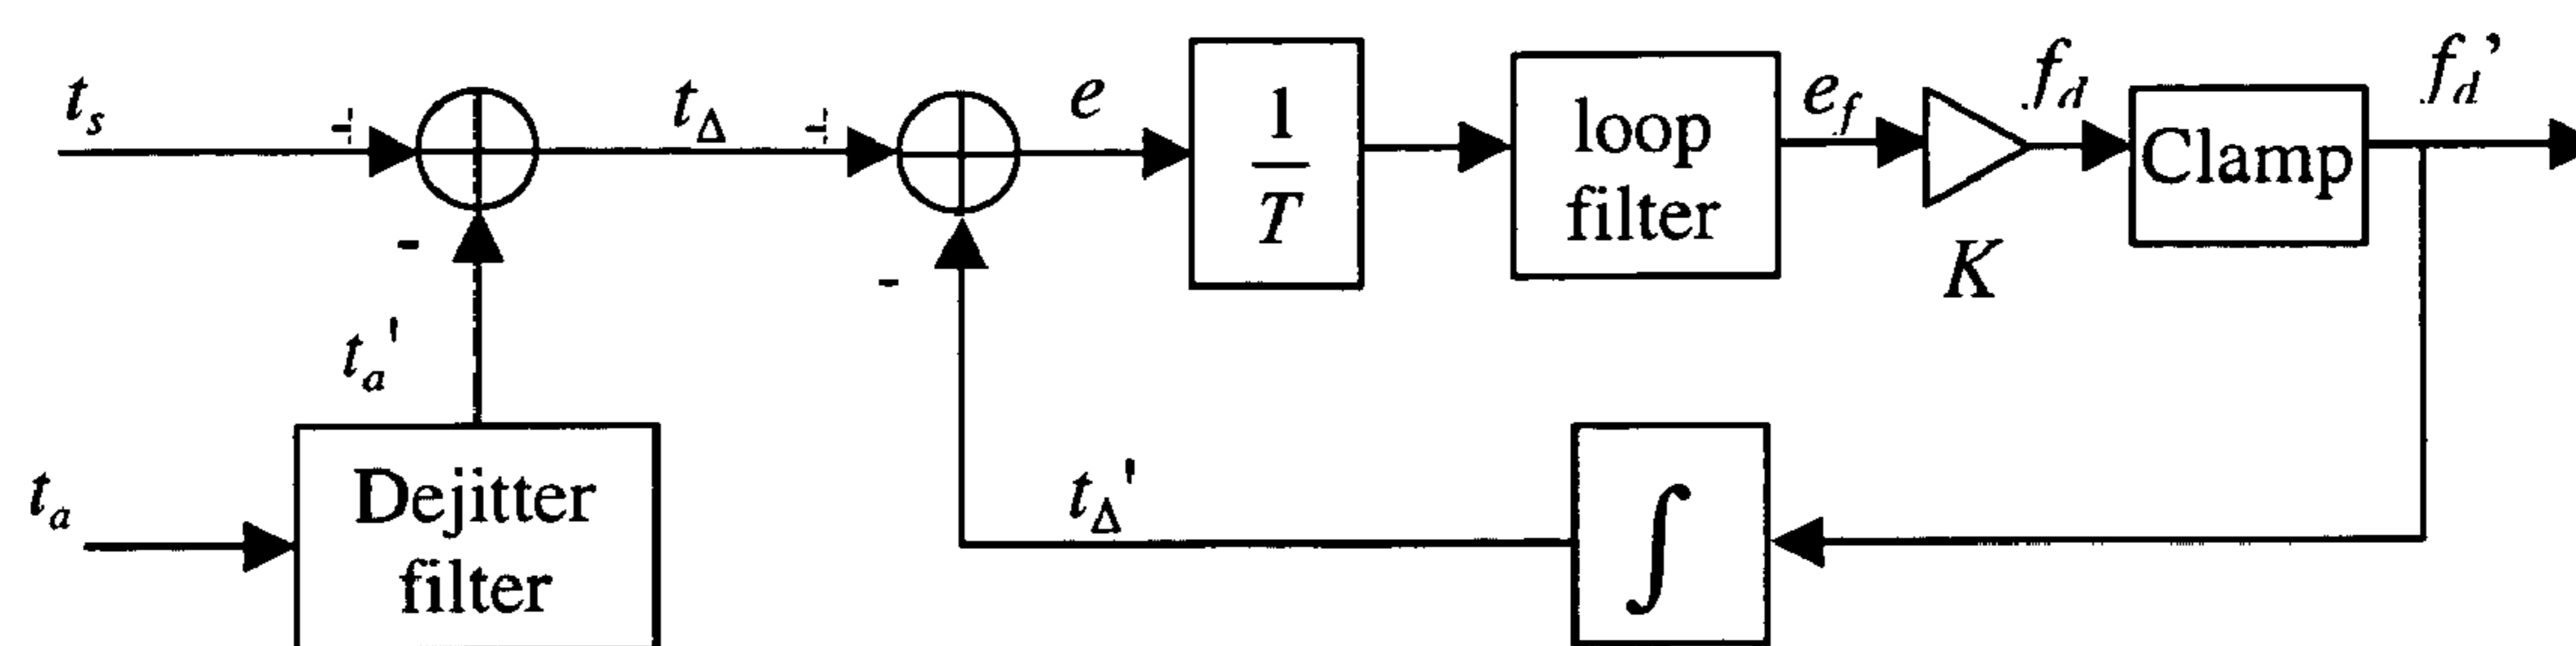 t_s
+
t_Δ
+
e
1
T
loop
filter
e_f
K
f_d
Clamp
f_d’
-
t_a'
-
t_a
Dejitter
filter
t_Δ'
∫